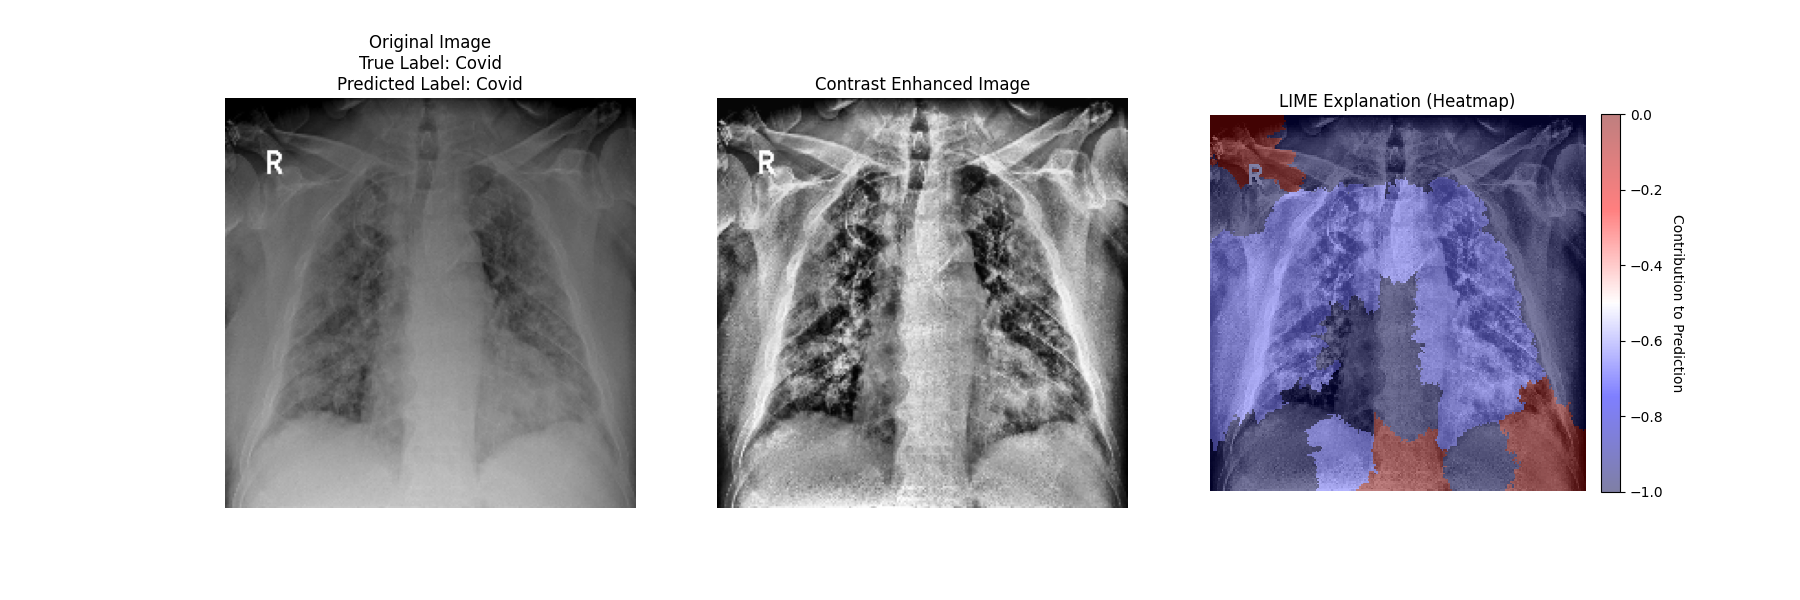 Original Image
True Label: Covid
Predicted Label: Covid
R
Contrast Enhanced Image
R
LIME Explanation (Heatmap)
R
0.0
−0.2
−0.4
−0.6
−0.8
−1.0
Contribution to Prediction